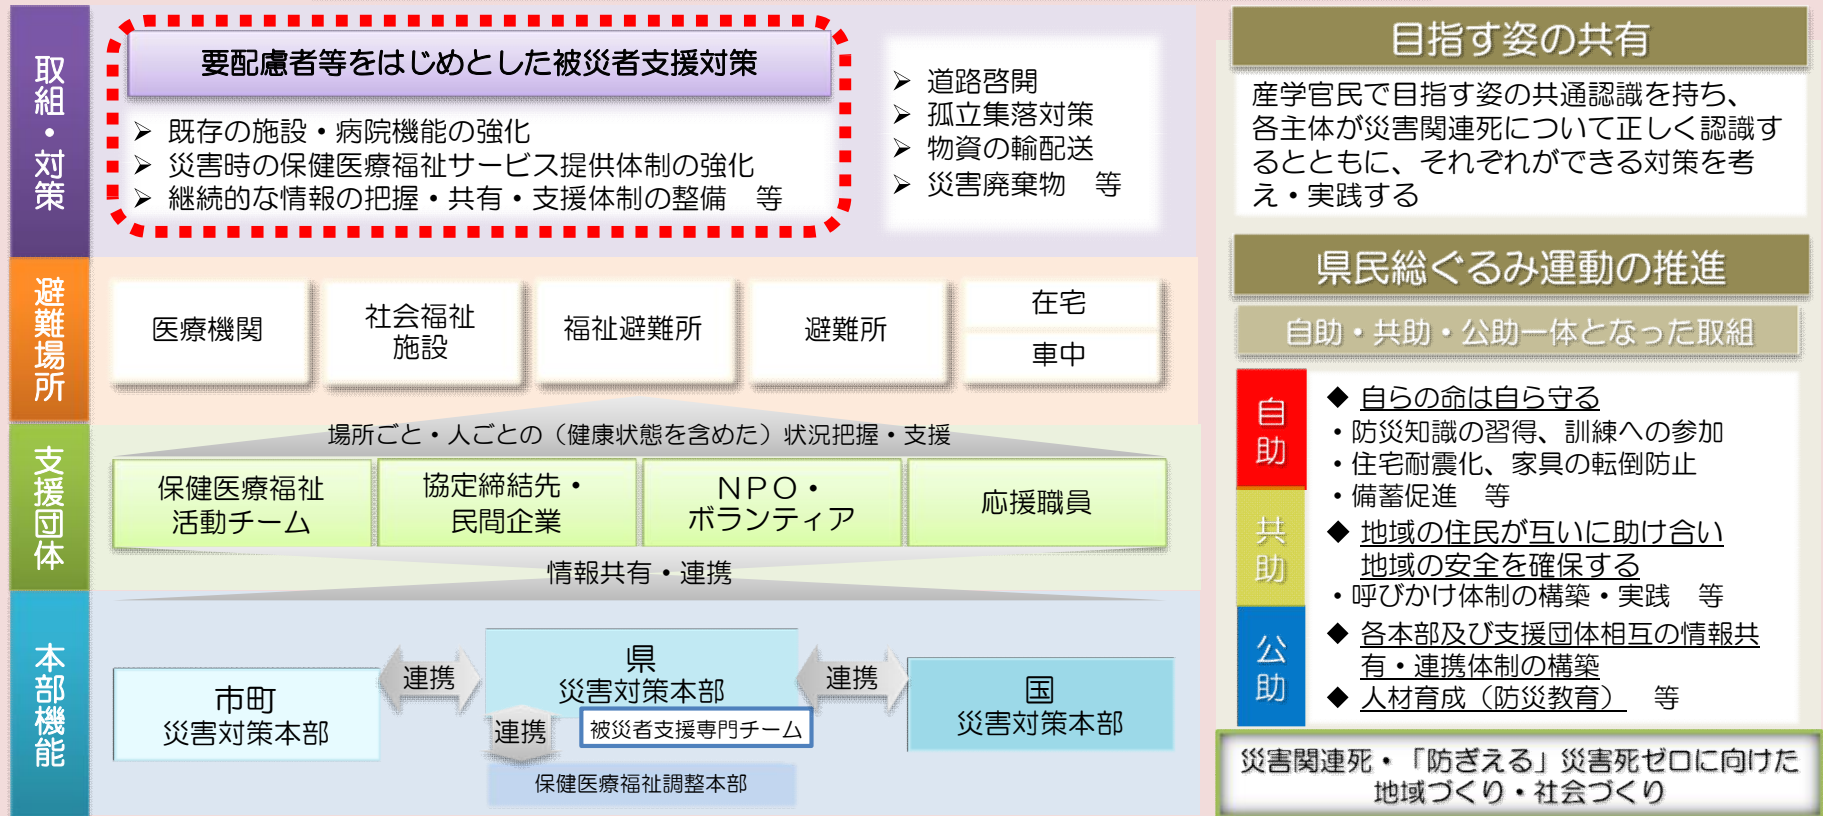 取組・対策
要配慮者等をはじめとした被災者支援対策
➢ 既存の施設・病院機能の強化
➢ 災害時の保健医療福祉サービス提供体制の強化
➢ 継続的な情報の把握・共有・支援体制の整備　等
➢ 道路啓開
➢ 孤立集落対策
➢ 物資の輸配送
➢ 災害廃棄物　等
避難場所
医療機関
社会福祉
施設
福祉避難所
避難所
在宅
車中
支援団体
場所ごと・人ごとの（健康状態を含めた）状況把握・支援
保健医療福祉
活動チーム
協定締結先・
民間企業
ＮＰＯ・
ボランティア
応援職員
情報共有・連携
本部機能
市町
災害対策本部
連携
県
災害対策本部
被災者支援専門チーム
連携
保健医療福祉調整本部
連携
国
災害対策本部
目指す姿の共有
産学官民で目指す姿の共通認識を持ち、
各主体が災害関連死について正しく認識す
るとともに、それぞれができる対策を考
え・実践する
県民総ぐるみ運動の推進
自助・共助・公助一体となった取組
自助
◆ 自らの命は自ら守る
・防災知識の習得、訓練への参加
・住宅耐震化、家具の転倒防止
・備蓄促進　等
共助
◆ 地域の住民が互いに助け合い
地域の安全を確保する
・呼びかけ体制の構築・実践　等
公助
◆ 各本部及び支援団体相互の情報共
有・連携体制の構築
◆ 人材育成（防災教育）　等
災害関連死・「防ぎえる」災害死ゼロに向けた
地域づくり・社会づくり